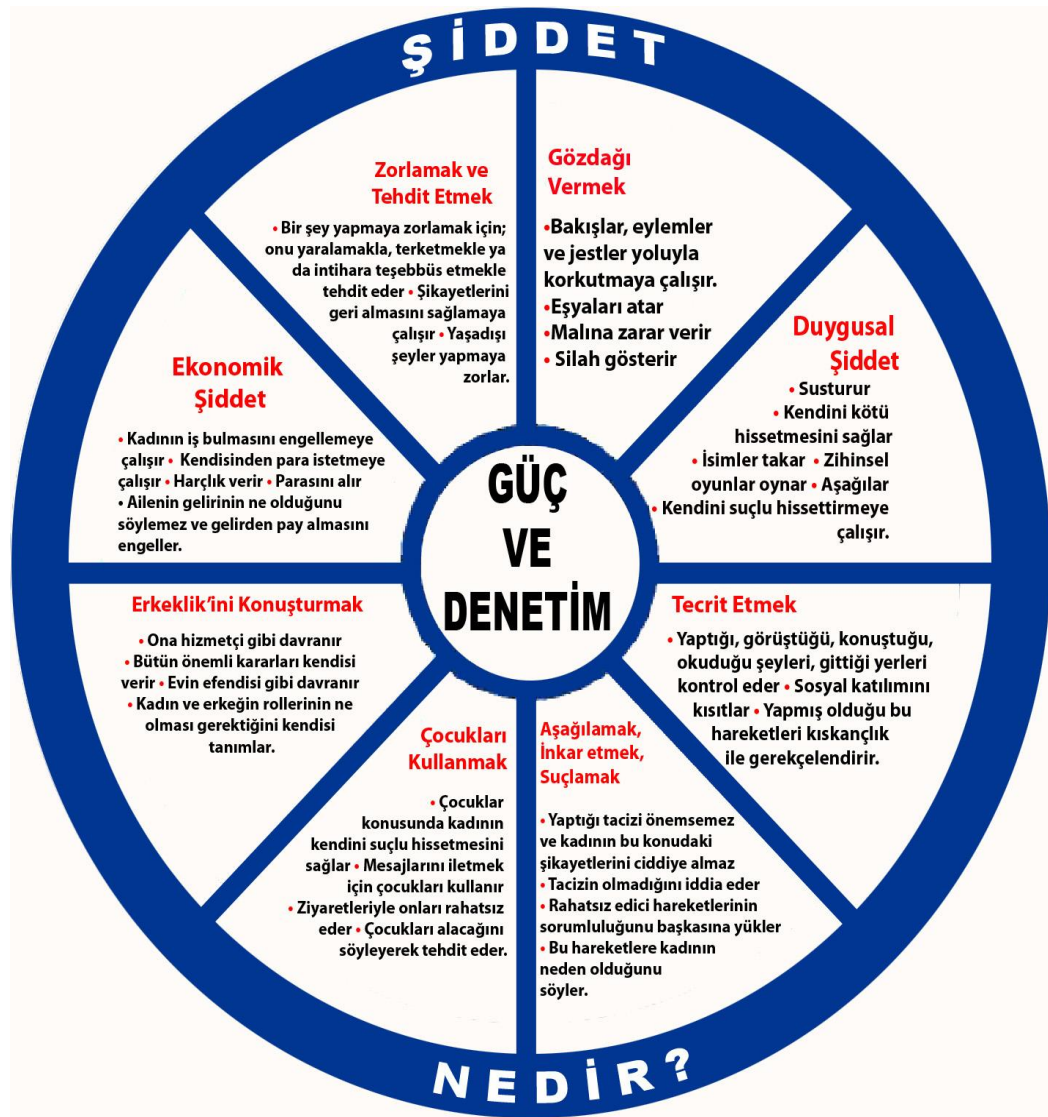 ŞİDDET
Zorlamak ve
Tehdit Etmek
• Bir şey yapmaya zorlamak için;
onu yaralamakla, terketmekle ya
da intihara teşebbüs etmekle
tehdit eder • Şikayetlerini
geri almasını sağlamaya
çalışır • Yaşadışı
şeyler yapmaya
zorlar.
Gözdağı
Vermek
•Bakışlar, eylemler
ve jestler yoluyla
korkutmaya çalışır.
•Eşyaları atar
•Malına zarar verir
• Silah gösterir
Duygusal
Şiddet
• Susturur
• Kendini kötü
hissetmesini sağlar
• İsimler takar • Zihinsel
oyunlar oynar • Aşağılar
• Kendini suçlu hissettirmeye
çalışır.
Ekonomik
Şiddet
• Kadının iş bulmasını engellemeye
çalışır • Kendisinden para istetmeye
çalışır • Harçlık verir • Parasını alır
• Ailenin gelirinin ne olduğunu
söylemez ve gelirden pay almasını
engeller.
GÜÇ
VE
DENETİM
Erkeklik'ini Konuşturmak
• Ona hizmetçi gibi davranır
• Bütün önemli kararları kendisi
verir • Evin efendisi gibi davranır
• Kadın ve erkeğin rollerinin ne
olması gerektiğini kendisi
tanımlar.
Tecrit Etmek
• Yaptığı, görüştüğü, konuştuğu,
okuduğu şeyleri, gittiği yerleri
kontrol eder • Sosyal katılımını
kısıtlar • Yapmış olduğu bu
hareketleri kıskançlık
ile gerekçelendirir.
Çocukları
Kullanmak
• Çocuklar
konusunda kadının
kendini suçlu hissetmesini
sağlar • Mesajlarını iletmek
için çocukları kullanır
• Ziyaretleriyle onları rahatsız
eder • Çocukları alacağını
söyleyerek tehdit eder.
Aşağılamak,
İnkar etmek,
Suçlamak
• Yaptığı tacizi önemsemez
ve kadının bu konudaki
şikayetlerini ciddiye almaz
• Tacizin olmadığını iddia eder
• Rahatsız edici hareketlerinin
sorumluluğunu başkasına yükler
• Bu hareketlere kadının
neden olduğunu
söyler.
NEDİR?